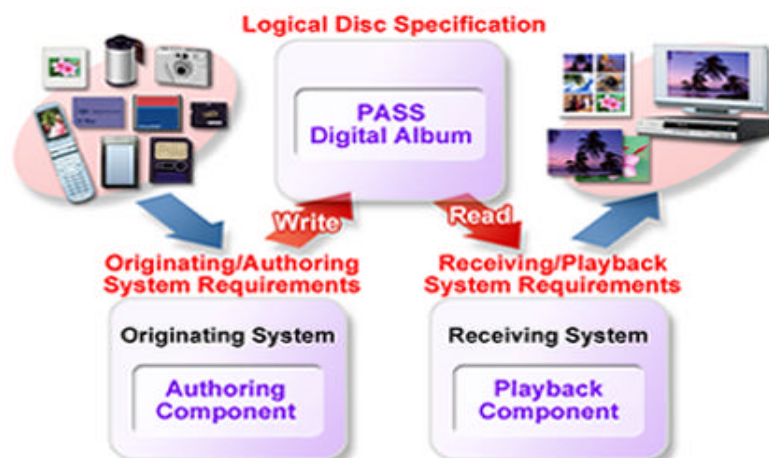 Logical Disc Specification
PASS
Digital Album
Write
Read
Originating/Authoring
System Requirements
Receiving/Playback
System Requirements
Originating System
Authoring
Component
Receiving System
Playback
Component